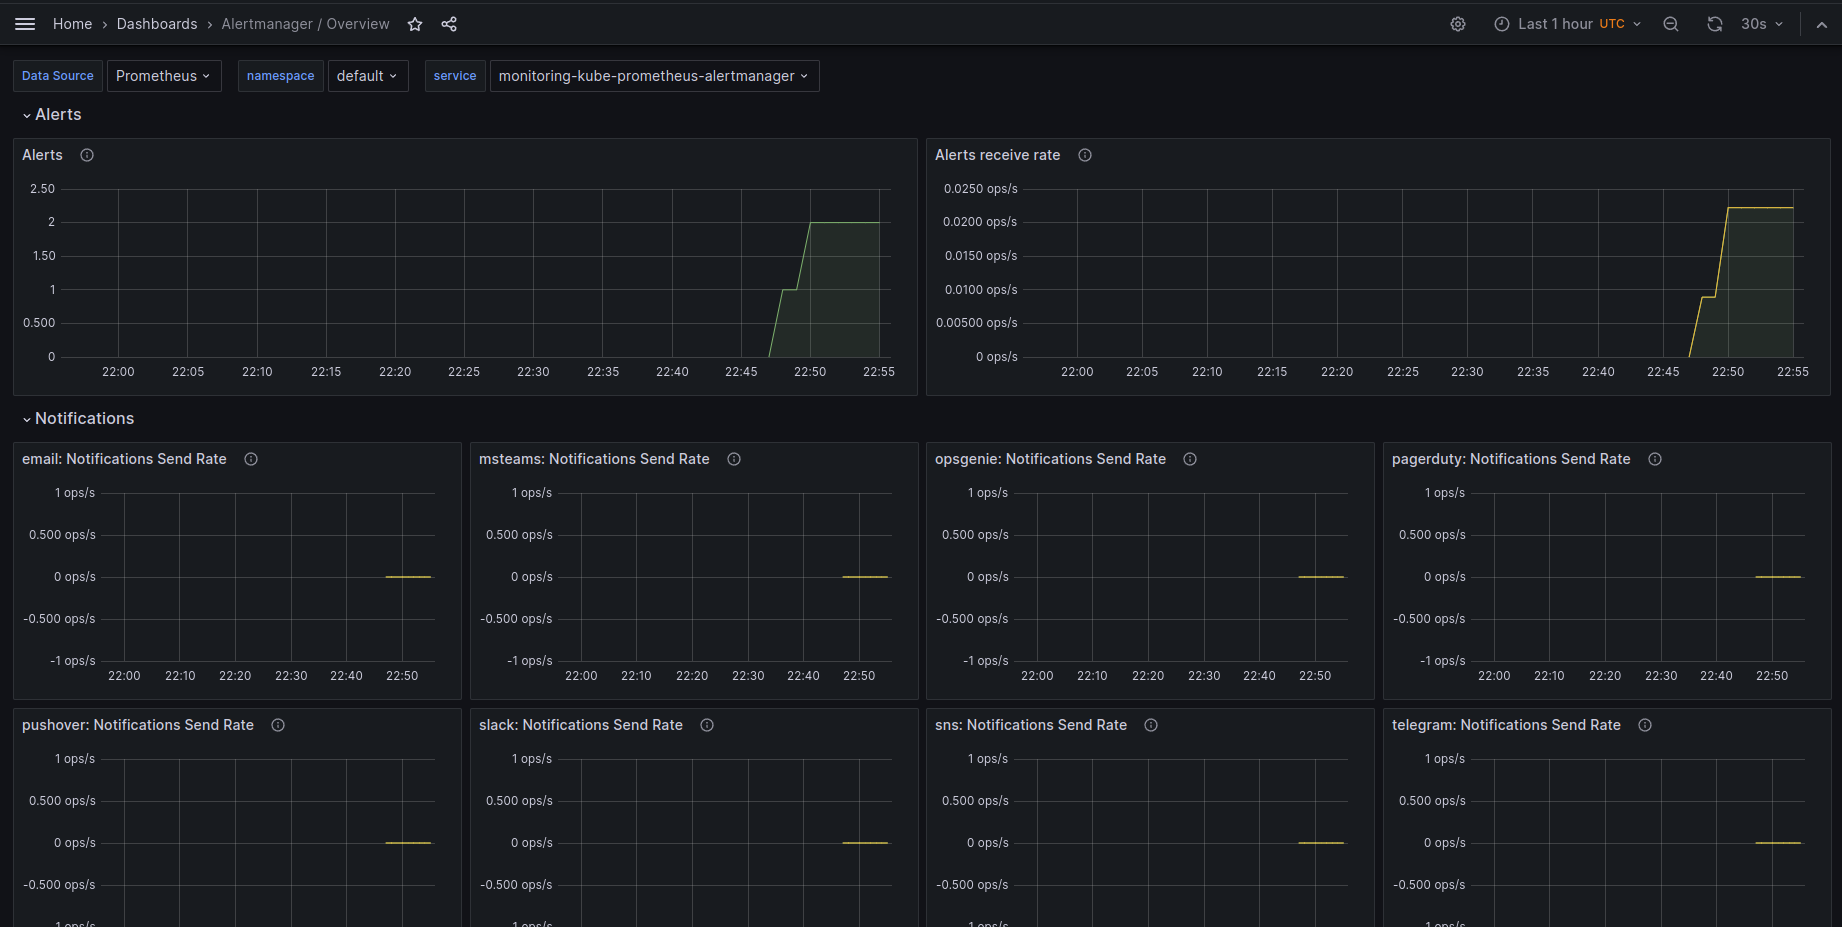 Home › Dashboards › Alertmanager / Overview
Last 1 hour UTC
30s
Data Source Prometheus namespace default service monitoring-kube-prometheus-alertmanager
Alerts
Alerts
2.50
2
1.50
1
0.500
0
22:00 22:05 22:10 22:15 22:20 22:25 22:30 22:35 22:40 22:45 22:50 22:55
Alerts receive rate
0.0250 ops/s
0.0200 ops/s
0.0150 ops/s
0.0100 ops/s
0.00500 ops/s
0 ops/s
22:00 22:05 22:10 22:15 22:20 22:25 22:30 22:35 22:40 22:45 22:50 22:55
Notifications
email: Notifications Send Rate
1 ops/s
0.500 ops/s
0 ops/s
-0.500 ops/s
-1 ops/s
22:00 22:10 22:20 22:30 22:40 22:50
msteams: Notifications Send Rate
1 ops/s
0.500 ops/s
0 ops/s
-0.500 ops/s
-1 ops/s
22:00 22:10 22:20 22:30 22:40 22:50
opsgenie: Notifications Send Rate
1 ops/s
0.500 ops/s
0 ops/s
-0.500 ops/s
-1 ops/s
22:00 22:10 22:20 22:30 22:40 22:50
pagerduty: Notifications Send Rate
1 ops/s
0.500 ops/s
0 ops/s
-0.500 ops/s
-1 ops/s
22:00 22:10 22:20 22:30 22:40 22:50
pushover: Notifications Send Rate
1 ops/s
0.500 ops/s
0 ops/s
-0.500 ops/s
-1 ops/s
slack: Notifications Send Rate
1 ops/s
0.500 ops/s
0 ops/s
-0.500 ops/s
-1 ops/s
sns: Notifications Send Rate
1 ops/s
0.500 ops/s
0 ops/s
-0.500 ops/s
-1 ops/s
telegram: Notifications Send Rate
1 ops/s
0.500 ops/s
0 ops/s
-0.500 ops/s
-1 ops/s